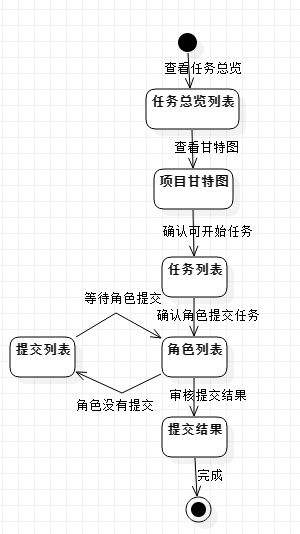 查看任务总览
任务总览列表
查看甘特图
项目甘特图
确认可开始任务
任务列表
等待角色提交
确认角色提交任务
提交列表
角色列表
角色没有提交
审核提交结果
提交结果
完成